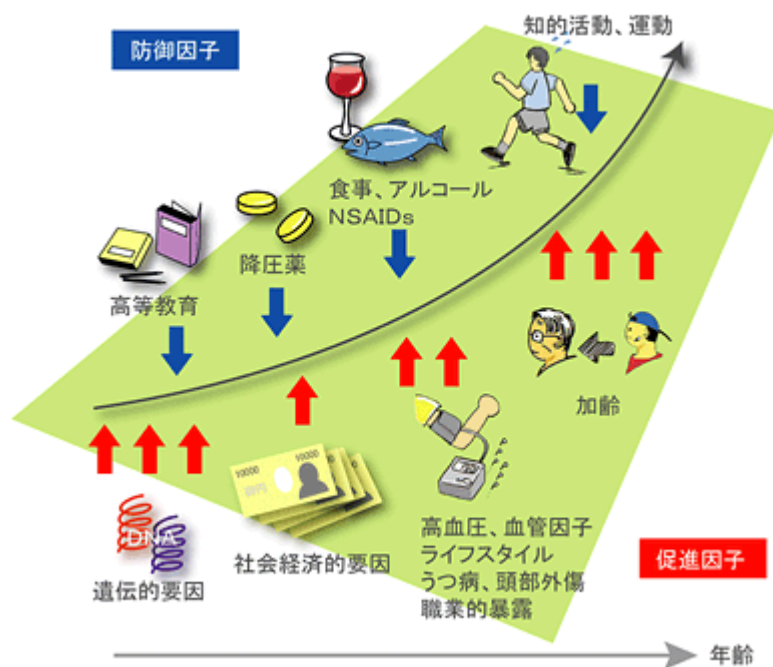 知的活動、運動
防御因子
食事、アルコール
NSAIDs
降圧薬
高等教育
加齢
10000
10000
DNA
遺伝的要因
社会経済的要因
高血圧、血管因子
ライフスタイル
うつ病、頭部外傷
職業的暴露
促進因子
年齢